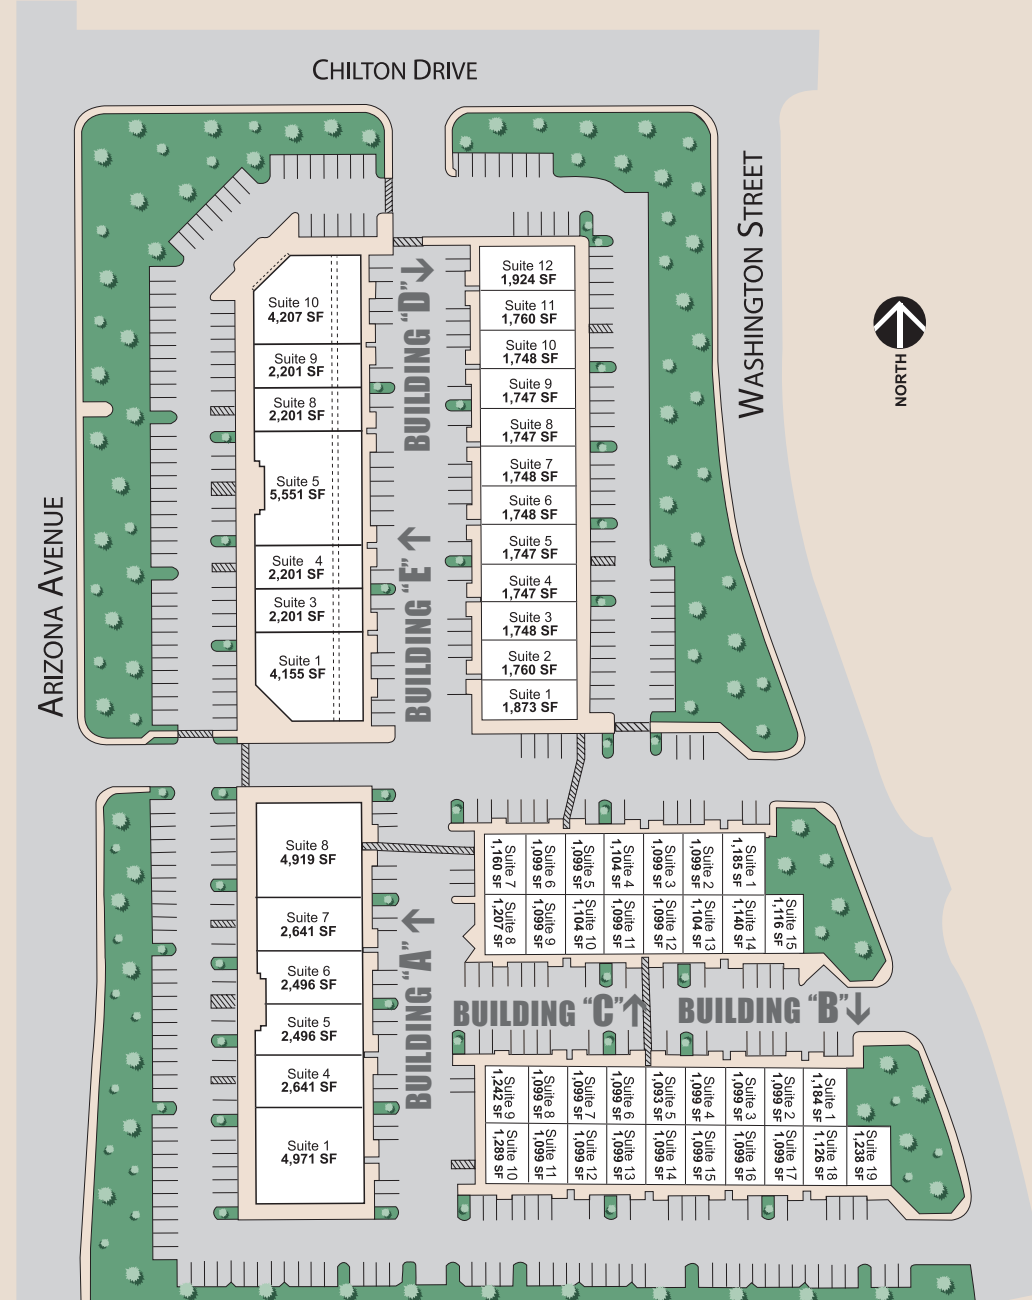 CHILTON DRIVE
WASHINGTON STREET
ARIZONA AVENUE
NORTH
Suite 10
4,207 SF
Suite 9
2,201 SF
Suite 8
2,201 SF
Suite 5
5,551 SF
Suite 4
2,201 SF
Suite 3
2,201 SF
Suite 1
4,155 SF
BUILDING "D"↓
BUILDING "E"↑
Suite 12
1,924 SF
Suite 11
1,760 SF
Suite 10
1,748 SF
Suite 9
1,747 SF
Suite 8
1,747 SF
Suite 7
1,748 SF
Suite 6
1,748 SF
Suite 5
1,747 SF
Suite 4
1,747 SF
Suite 3
1,748 SF
Suite 2
1,760 SF
Suite 1
1,873 SF
Suite 8
4,919 SF
Suite 7
2,641 SF
Suite 6
2,496 SF
Suite 5
2,496 SF
Suite 4
2,641 SF
Suite 1
4,971 SF
BUILDING "A"↑
Suite 7
1,160 SF
Suite 6
1,099 SF
Suite 5
1,099 SF
Suite 4
1,104 SF
Suite 3
1,099 SF
Suite 2
1,099 SF
Suite 1
1,185 SF
Suite 8
1,207 SF
Suite 9
1,099 SF
Suite 10
1,104 SF
Suite 11
1,099 SF
Suite 12
1,099 SF
Suite 13
1,104 SF
Suite 14
1,140 SF
Suite 15
1,116 SF
BUILDING "C"↑
BUILDING "B"↓
Suite 9
1,242 SF
Suite 8
1,099 SF
Suite 7
1,099 SF
Suite 6
1,099 SF
Suite 5
1,093 SF
Suite 4
1,099 SF
Suite 3
1,099 SF
Suite 2
1,099 SF
Suite 1
1,184 SF
Suite 10
1,289 SF
Suite 11
1,099 SF
Suite 12
1,099 SF
Suite 13
1,099 SF
Suite 14
1,099 SF
Suite 15
1,099 SF
Suite 16
1,099 SF
Suite 17
1,099 SF
Suite 18
1,126 SF
Suite 19
1,238 SF